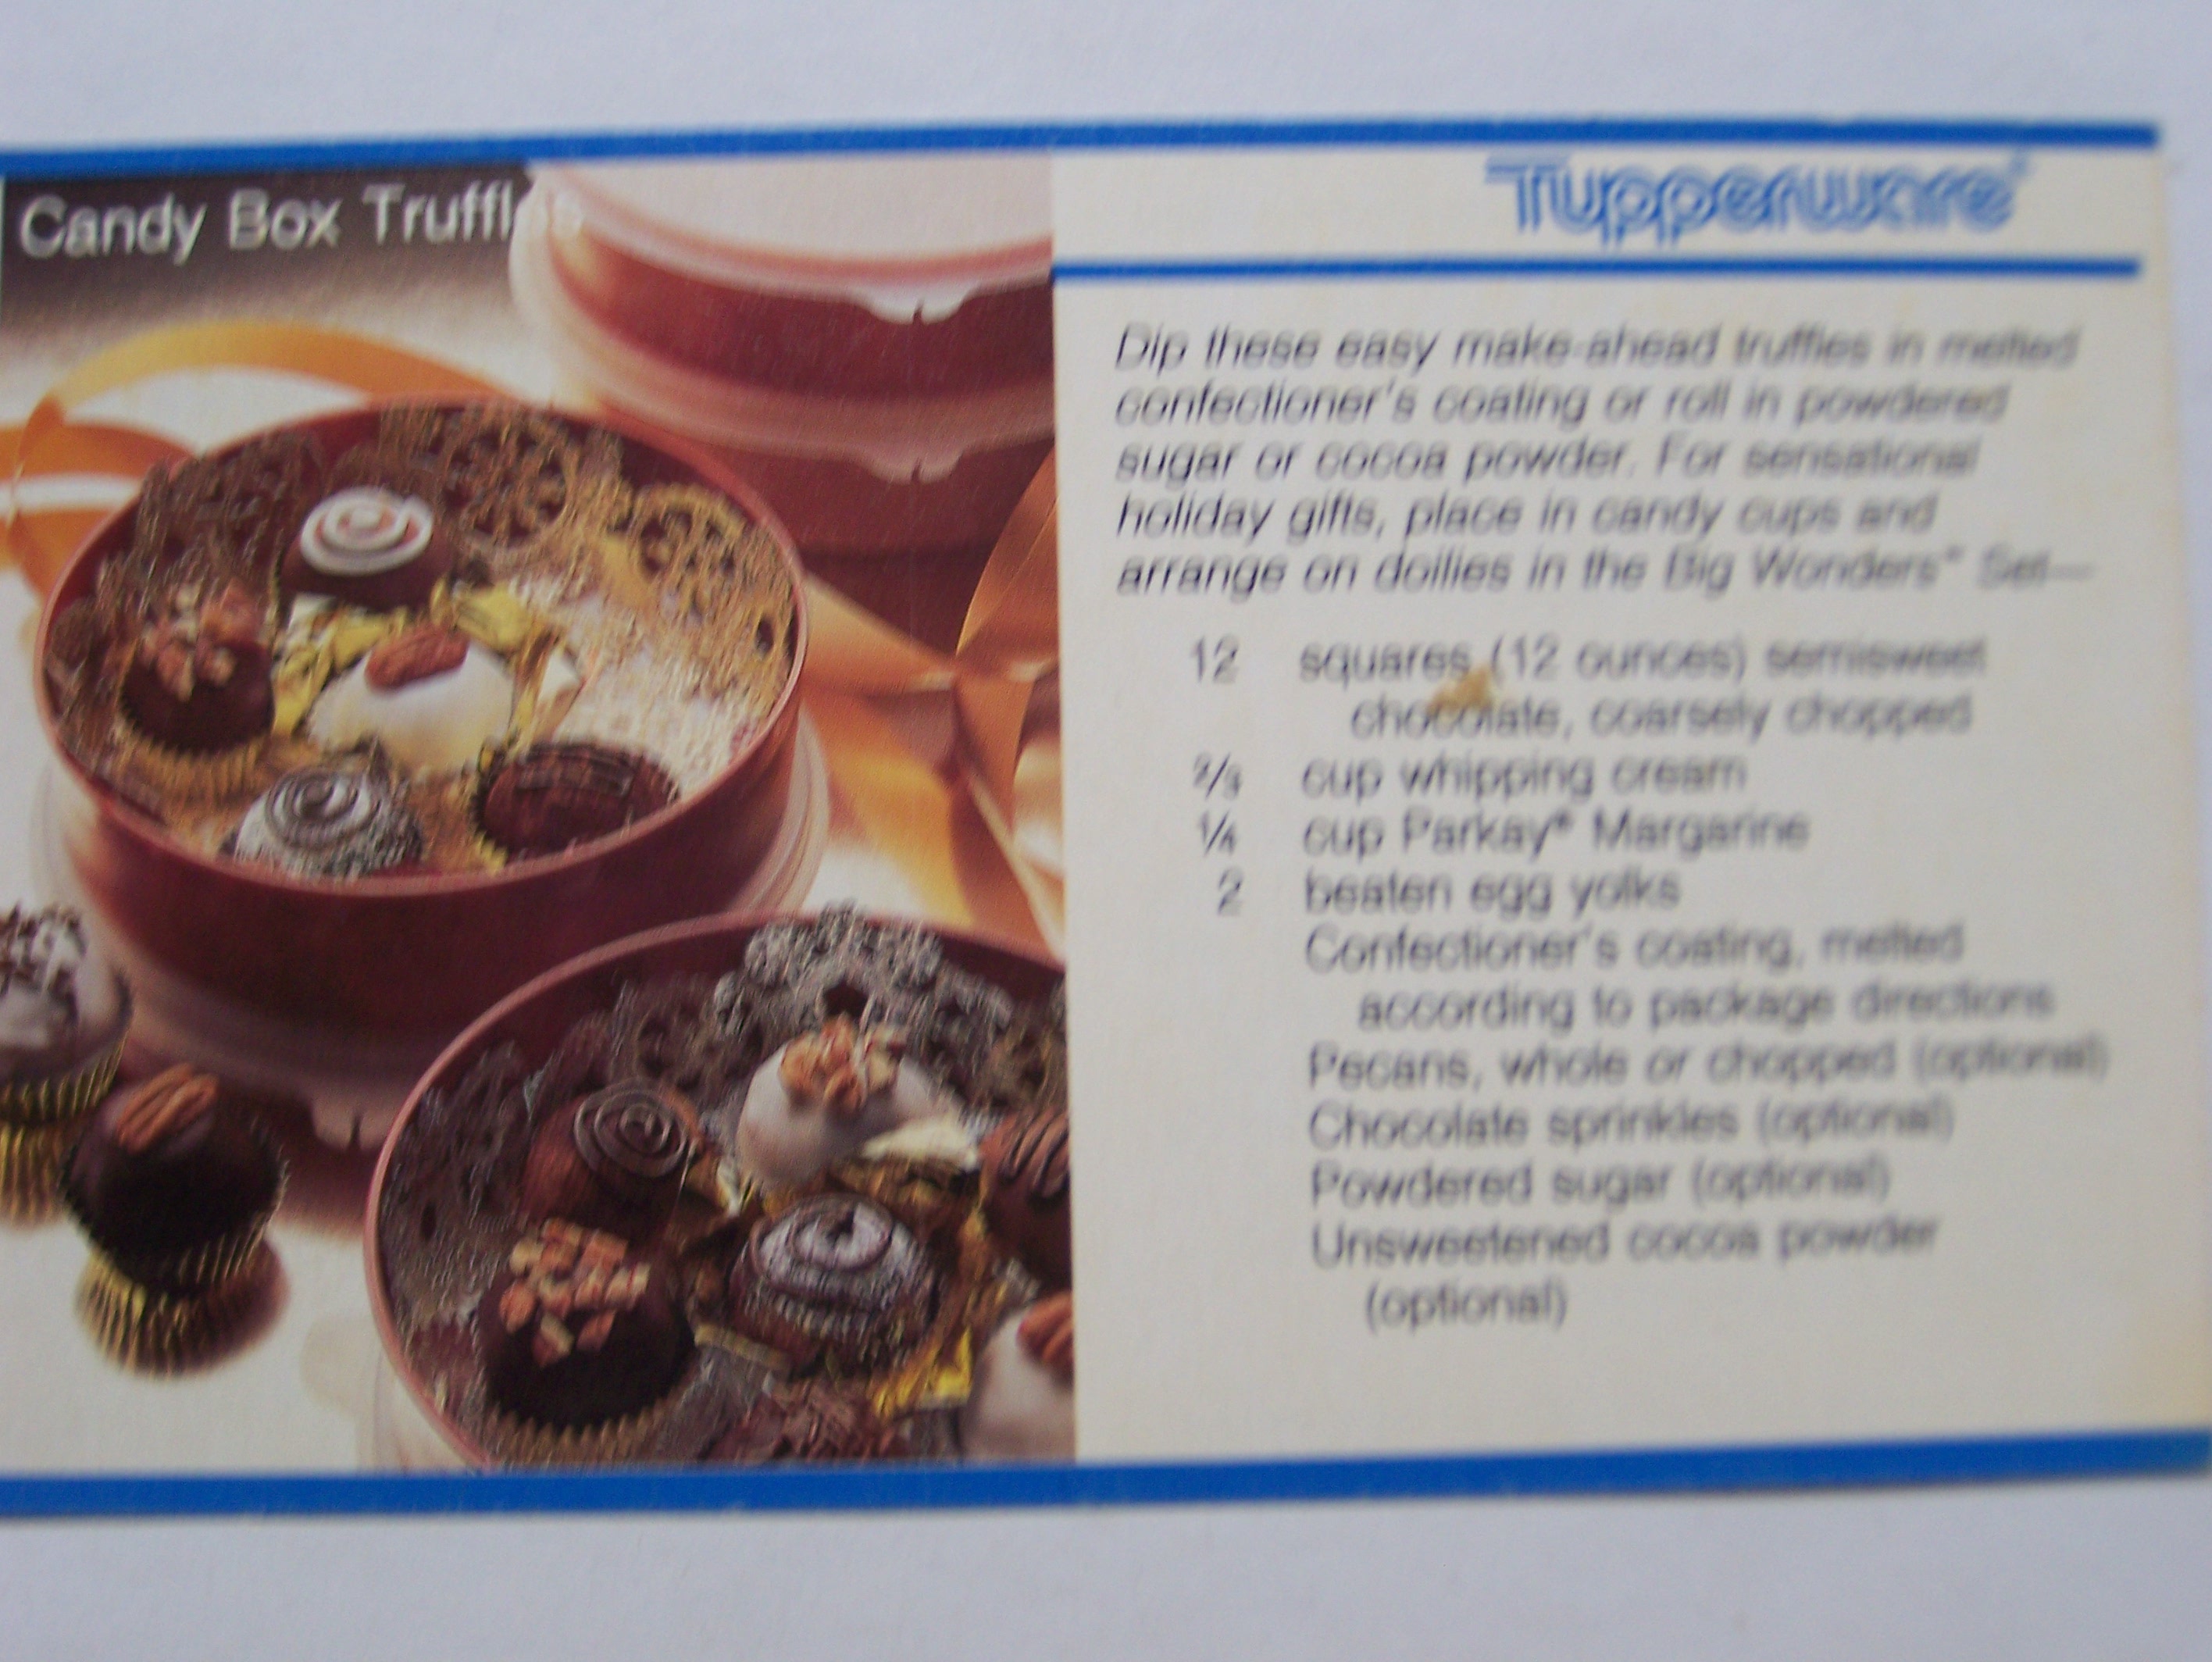 Candy Box Truffles
Tupperware®
Dip these easy make-ahead truffles in melted
confectioner's coating or roll in powdered
sugar or cocoa powder. For sensational
holiday gifts, place in candy cups and
arrange on doilies in the Big Wonders® Set—
12 squares (12 ounces) semisweet
chocolate, coarsely chopped
⅔ cup whipping cream
¼ cup Parkay® Margarine
2 beaten egg yolks
Confectioner's coating, melted
according to package directions
Pecans, whole or chopped (optional)
Chocolate sprinkles (optional)
Powdered sugar (optional)
Unsweetened cocoa powder
(optional)